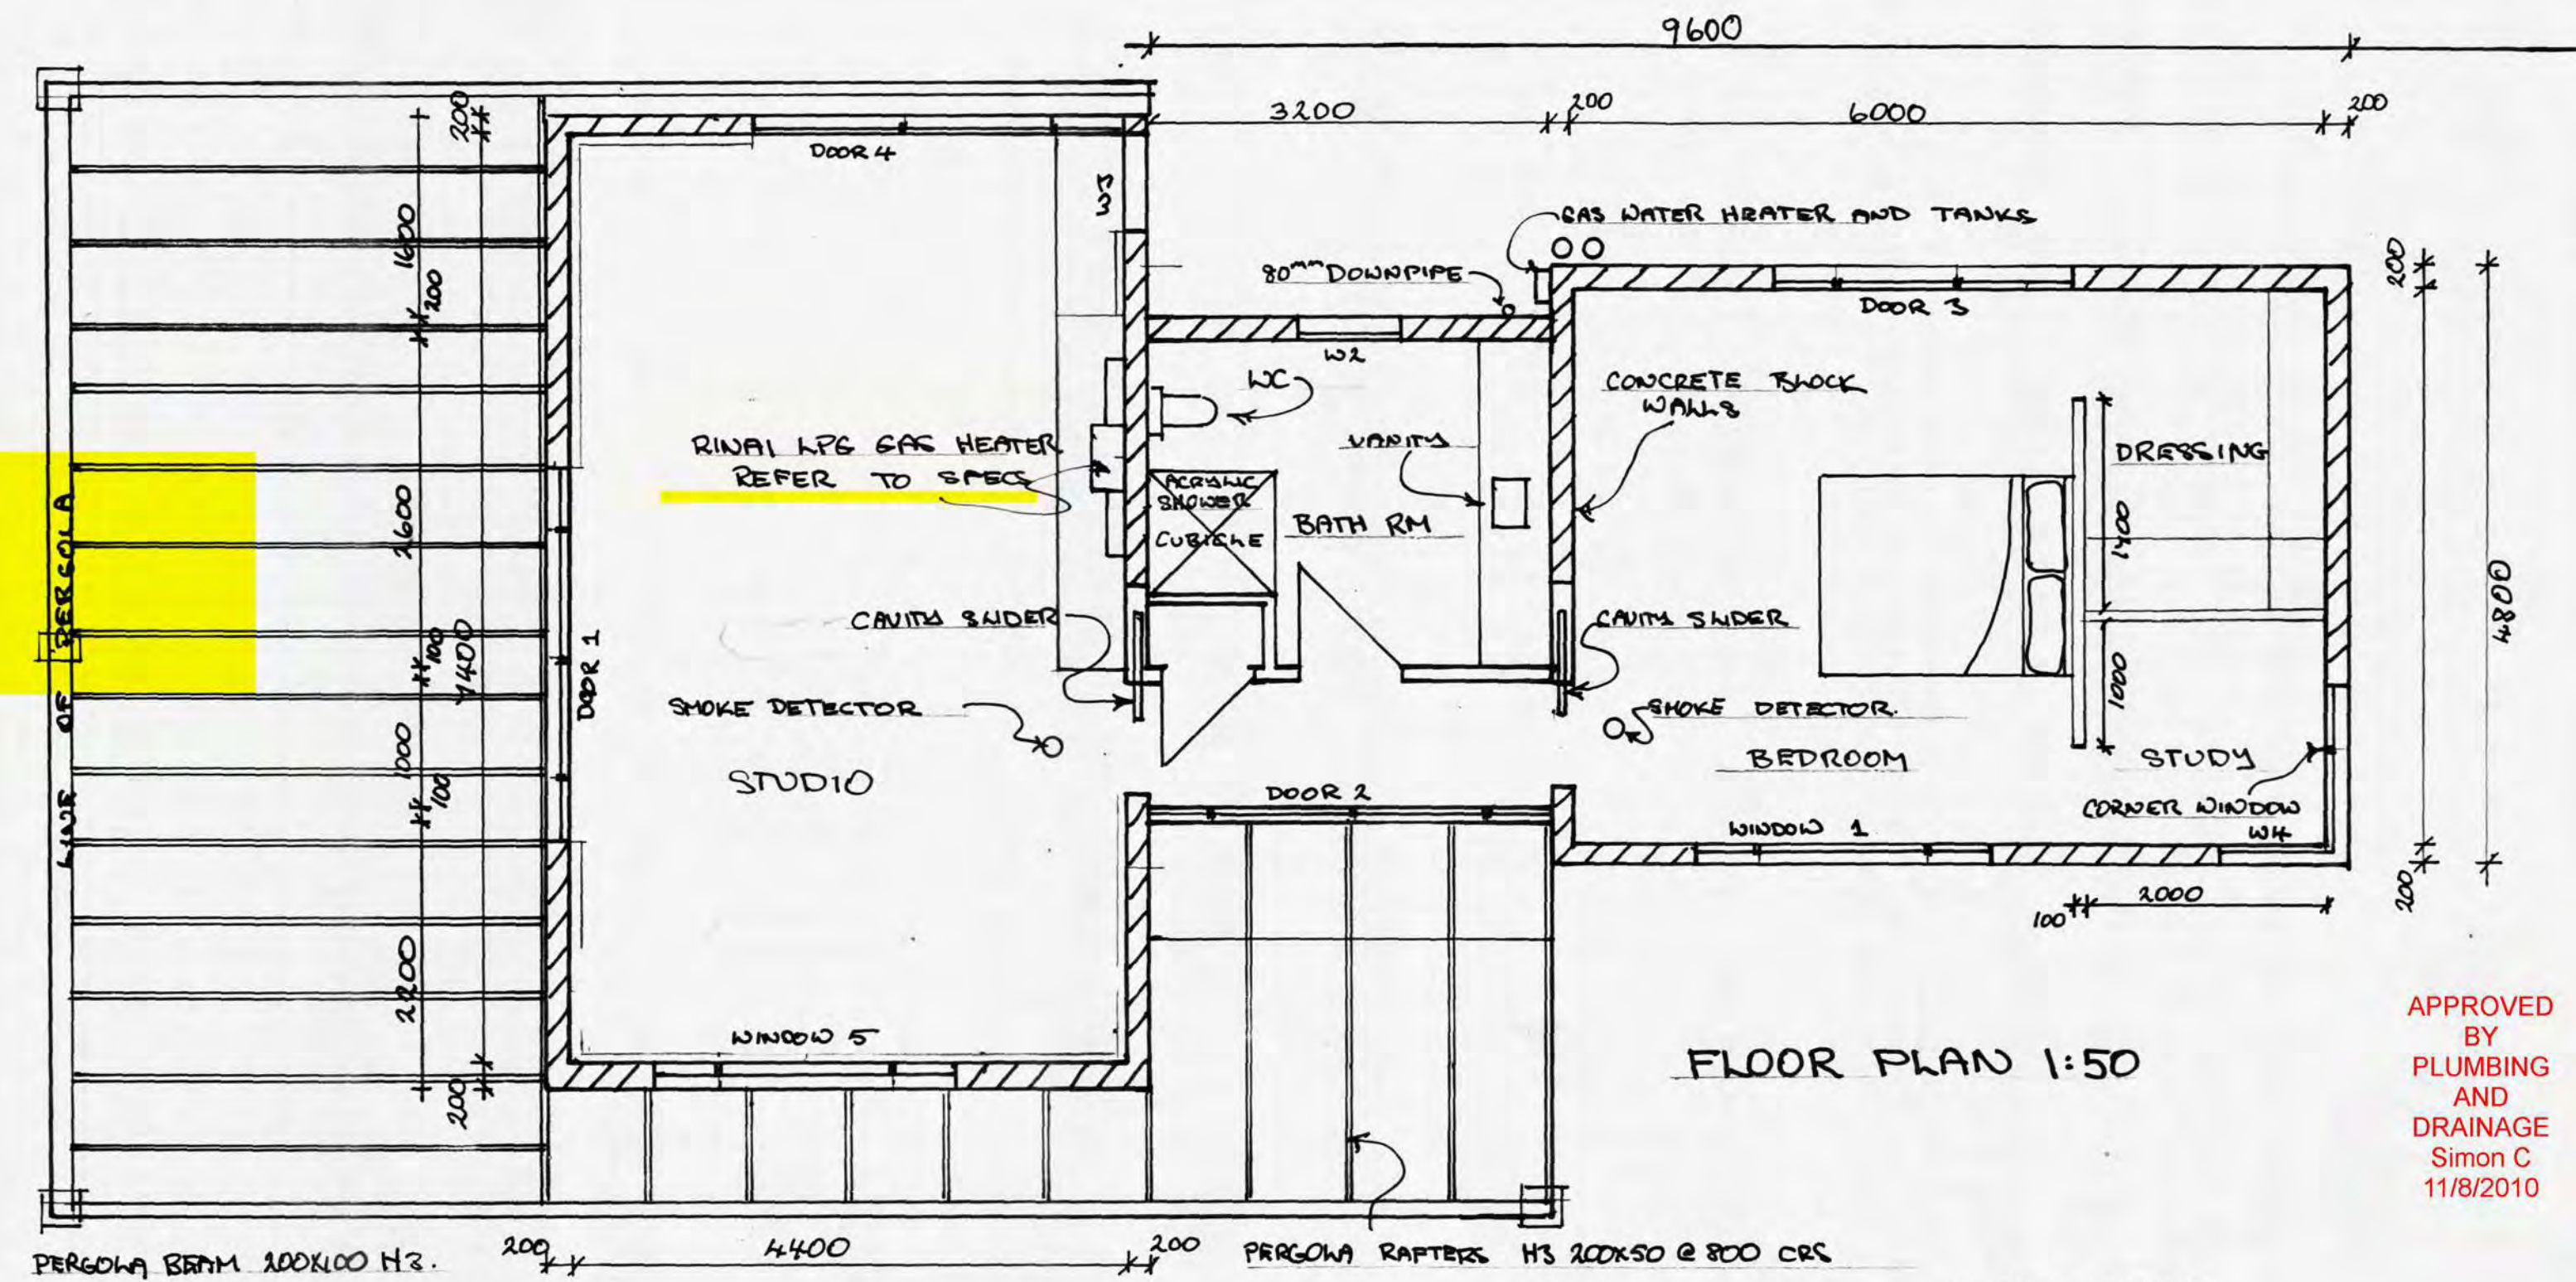 9600
3200
200
6000
200
200
DOOR 4
W3
1600
200
GAS WATER HEATER AND TANKS
80mm DOWNPIPE
DOOR 3
200
W2
WC
CONCRETE BLOCK
WALLS
RINAI LPG GAS HEATER
REFER TO SPECS
VANITY
DRESSING
ACRYLIC
SHOWER
CUBICLE
BATH RM
1400
2600
LINE OF PERGOLA
4800
CAVITY SLIDER
CAVITY SLIDER
DOOR 1
100
7400
1000
SMOKE DETECTOR
SMOKE DETECTOR.
1000
100
STUDIO
BEDROOM
STUDY
DOOR 2
CORNER WINDOW
W4
WINDOW 1
200
100
2000
2200
WINDOW 5
200
FLOOR PLAN 1:50
APPROVED
BY
PLUMBING
AND
DRAINAGE
Simon C
11/8/2010
PERGOLA BEAM 200X100 H3.
200
4400
200
PERGOLA RAFTERS H3 200x50 @ 800 CRS